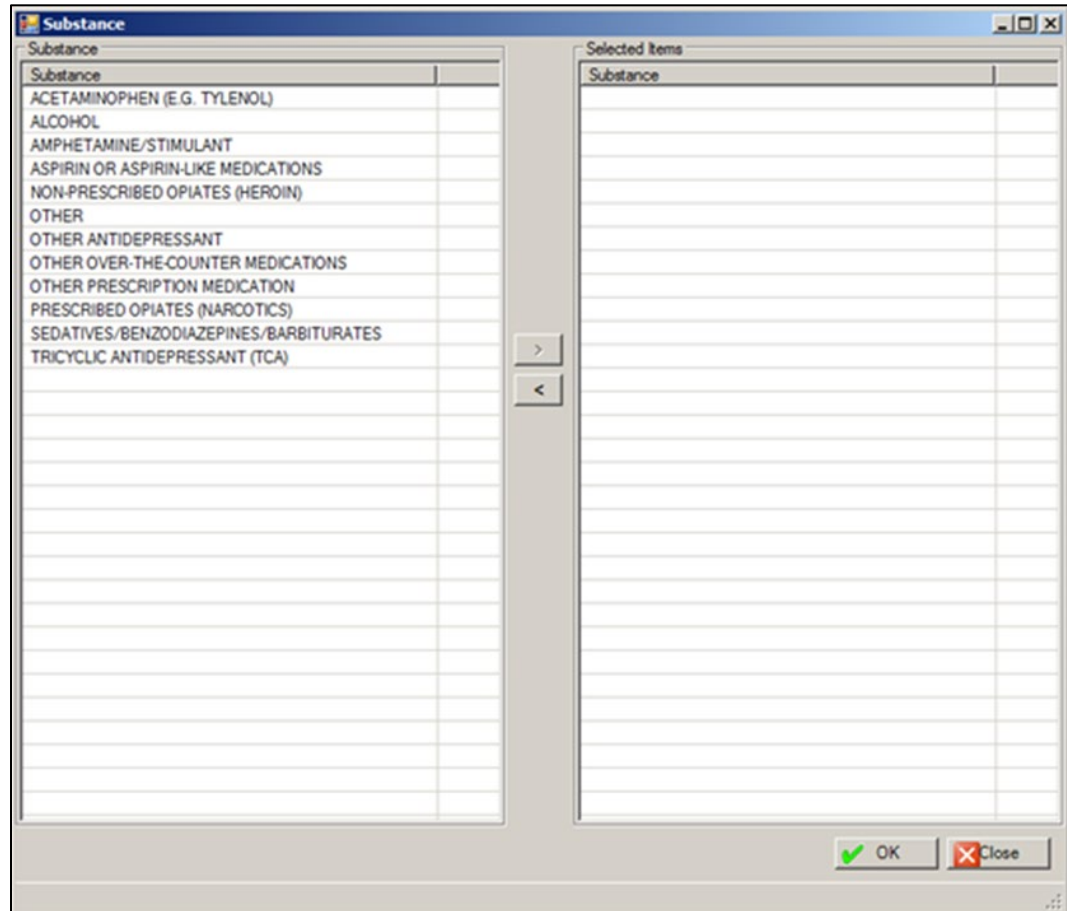 Substance
Substance
Substance
ACETAMINOPHEN (E.G. TYLENOL)
ALCOHOL
AMPHETAMINE/STIMULANT
ASPIRIN OR ASPIRIN-LIKE MEDICATIONS
NON-PRESCRIBED OPIATES (HEROIN)
OTHER
OTHER ANTIDEPRESSANT
OTHER OVER-THE-COUNTER MEDICATIONS
OTHER PRESCRIPTION MEDICATION
PRESCRIBED OPIATES (NARCOTICS)
SEDATIVES/BENZODIAZEPINES/BARBITURATES
TRICYCLIC ANTIDEPRESSANT (TCA)
>
<
Selected Items
Substance
OK
Close